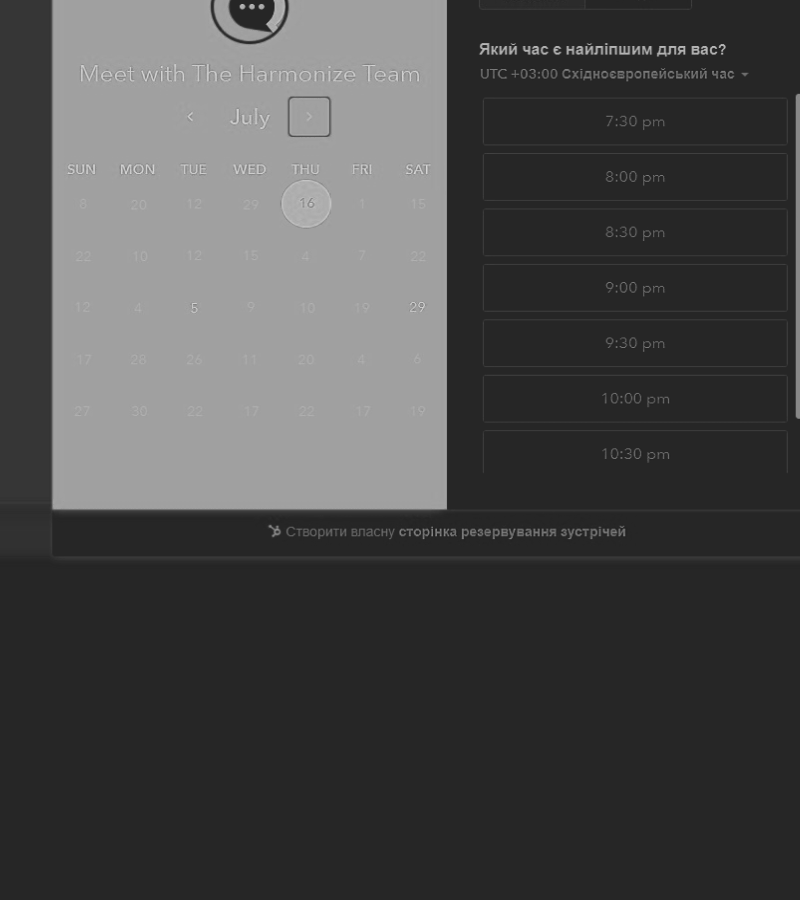 Meet with The Harmonize Team
July
SUN MON TUE WED THU FRI SAT
8 20 12 29 16 1 15
22 10 12 15 4 7 22
12 4 5 9 10 19 29
17 28 26 11 20 4 6
27 30 22 17 22 17 19
Який час є найліпшим для вас?
UTC +03:00 Східноєвропейський час
7:30 pm
8:00 pm
8:30 pm
9:00 pm
9:30 pm
10:00 pm
10:30 pm
Створити власну сторінка резервування зустрічей